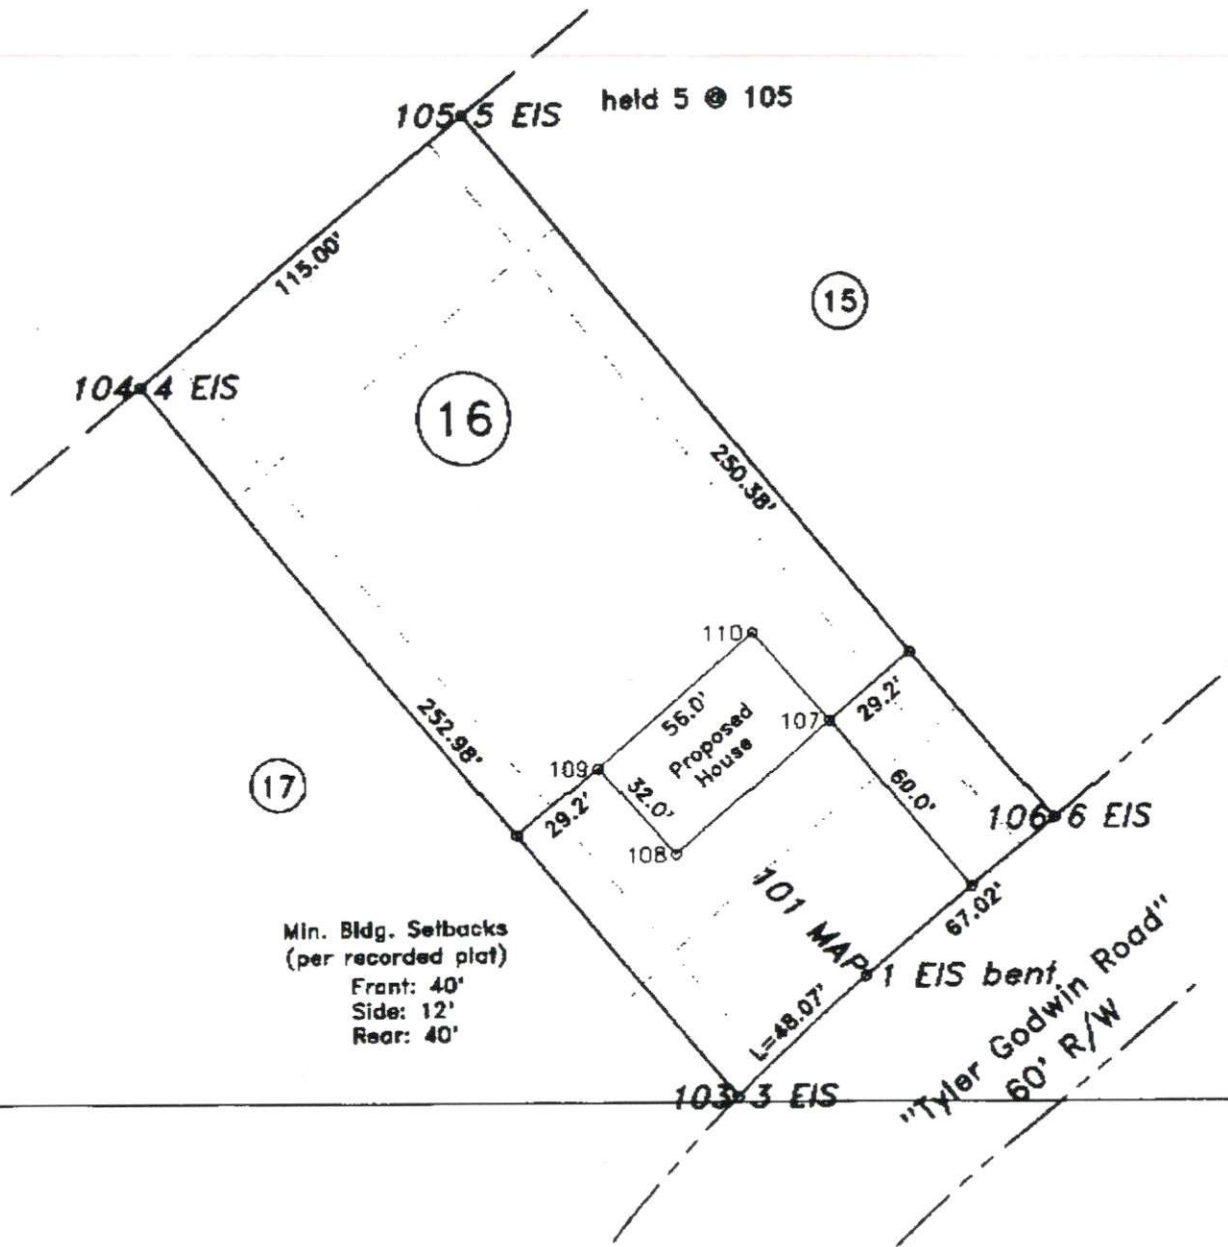 105 5 EIS
held 5 @ 105
115.00'
15
104 4 EIS
16
250.38'
110
56.0'
29.2'
107
Proposed
House
252.98'
109
32.0'
60.0'
17
29.2'
106 6 EIS
108
101 MAP
67.02'
Min. Bldg. Setbacks
(per recorded plat)
Front: 40'
Side: 12'
Rear: 40'
1 EIS bent
L=48.07'
"Tyler Godwin Road"
60' R/W
103 3 EIS